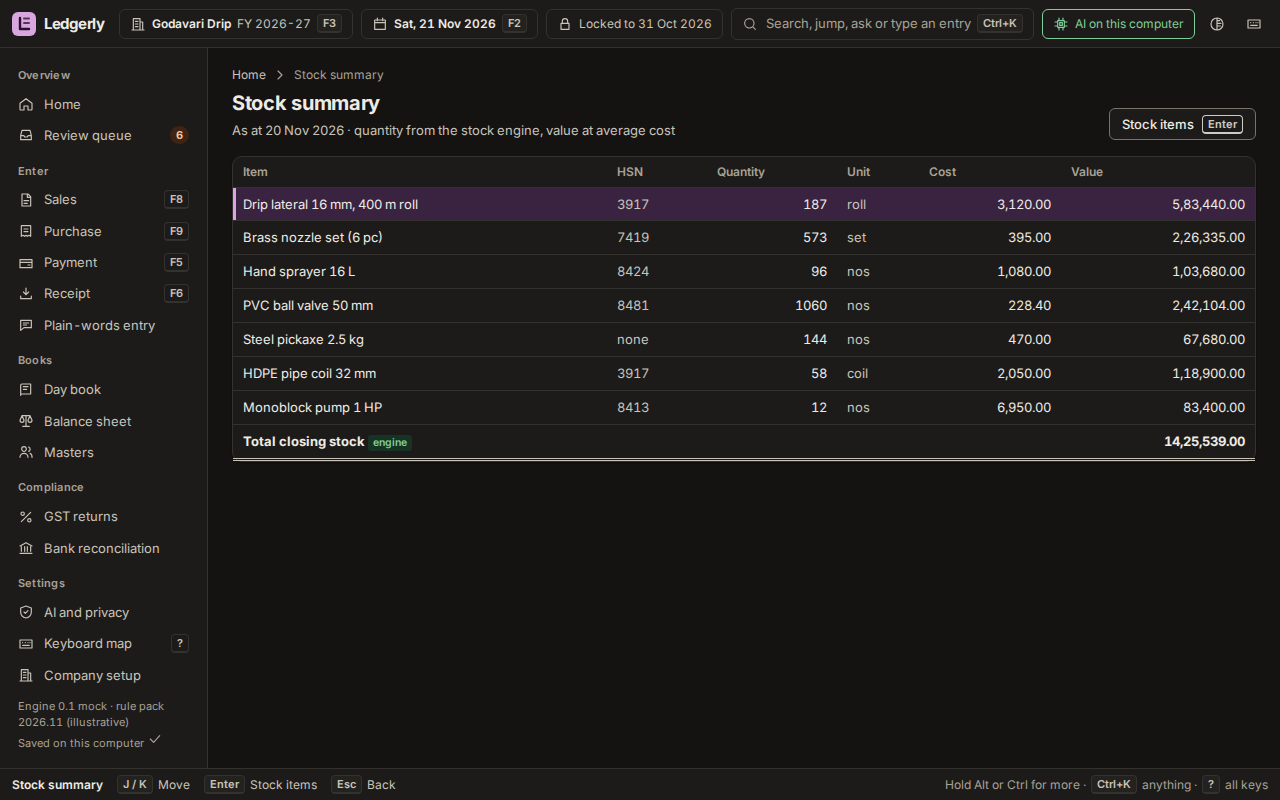 Ledgerly
Godavari Drip FY 2026-27 F3
Sat, 21 Nov 2026 F2
Locked to 31 Oct 2026
Search, jump, ask or type an entry Ctrl+K
AI on this computer
Overview
Home
Review queue 6
Enter
Sales F8
Purchase F9
Payment F5
Receipt F6
Plain-words entry
Books
Day book
Balance sheet
Masters
Compliance
GST returns
Bank reconciliation
Settings
AI and privacy
Keyboard map ?
Company setup
Engine 0.1 mock · rule pack
2026.11 (illustrative)
Saved on this computer
Home > Stock summary
Stock summary
As at 20 Nov 2026 · quantity from the stock engine, value at average cost
Stock items Enter
Item HSN Quantity Unit Cost Value
Drip lateral 16 mm, 400 m roll 3917 187 roll 3,120.00 5,83,440.00
Brass nozzle set (6 pc) 7419 573 set 395.00 2,26,335.00
Hand sprayer 16 L 8424 96 nos 1,080.00 1,03,680.00
PVC ball valve 50 mm 8481 1060 nos 228.40 2,42,104.00
Steel pickaxe 2.5 kg none 144 nos 470.00 67,680.00
HDPE pipe coil 32 mm 3917 58 coil 2,050.00 1,18,900.00
Monoblock pump 1 HP 8413 12 nos 6,950.00 83,400.00
Total closing stock engine 14,25,539.00
Stock summary J / K Move Enter Stock items Esc Back
Hold Alt or Ctrl for more · Ctrl+K anything · ? all keys